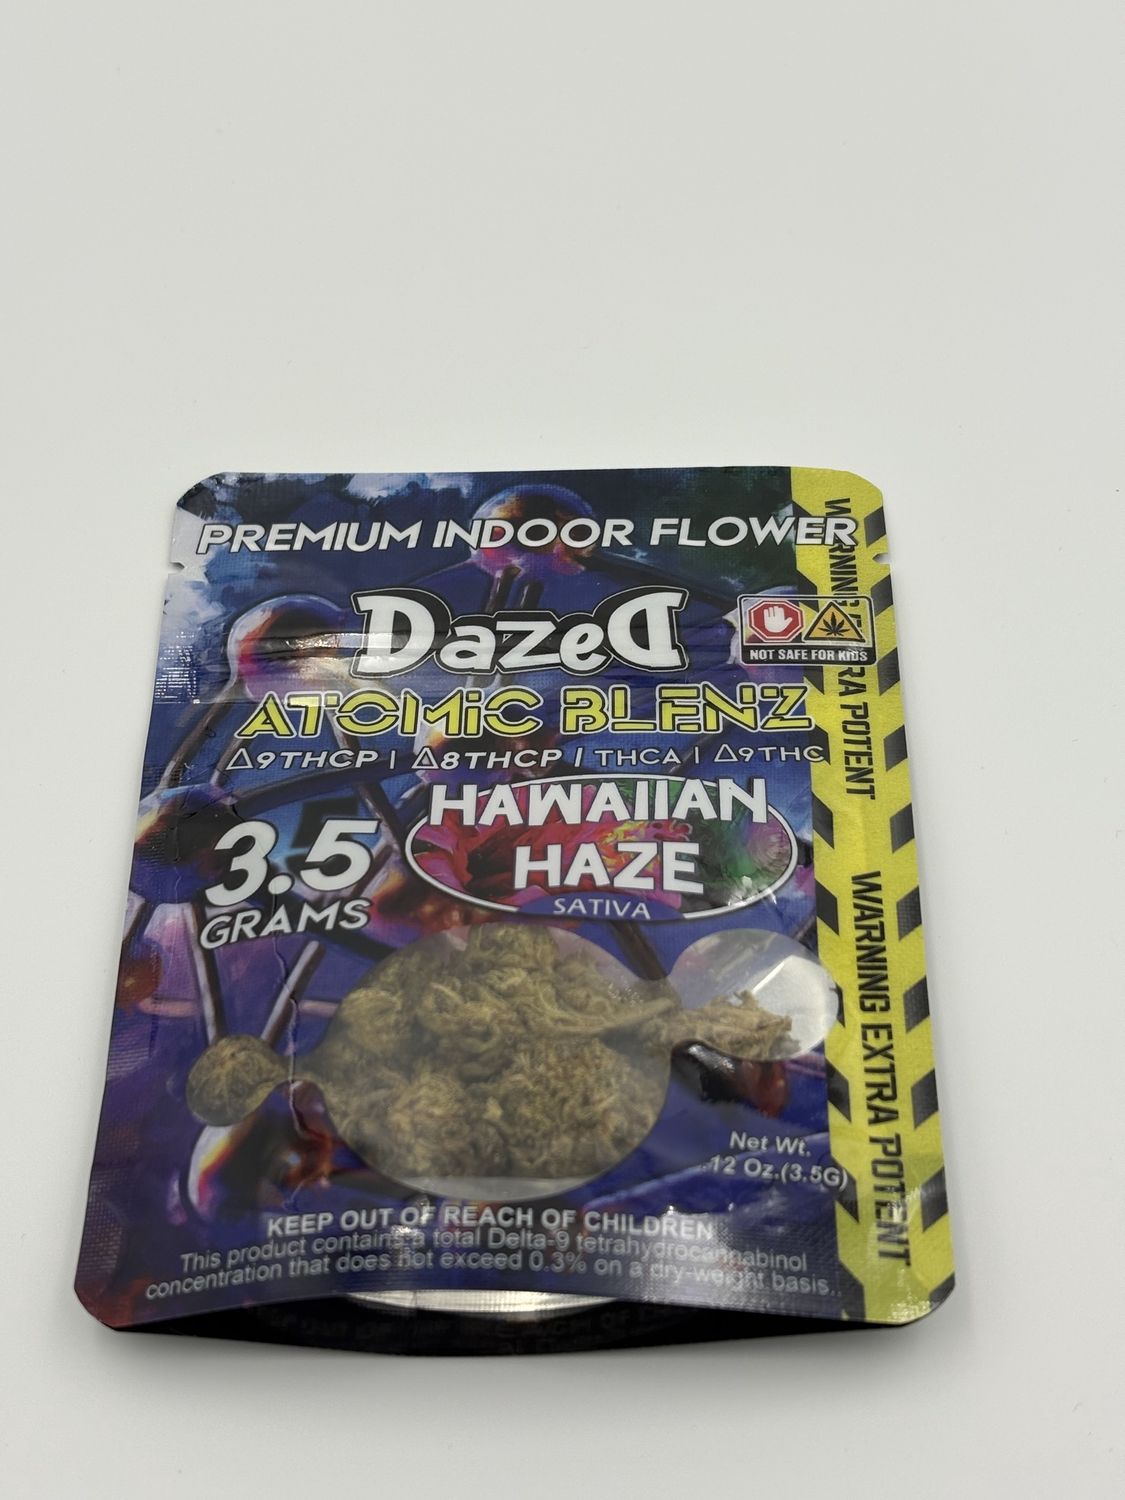 PREMIUM INDOOR FLOWER
DazeD
NOT SAFE FOR KIDS
ATOMiC BLENZ
Δ9THCP | Δ8THCP | THCA | Δ9THC
HAWAIIAN
HAZE
SATIVA
3.5
GRAMS
WARNING EXTRA POTENT
WARNING EXTRA POTENT
Net Wt.
.12 Oz.(3.5G)
KEEP OUT OF REACH OF CHILDREN
This product contains a total Delta-9 tetrahydrocannabinol
concentration that does not exceed 0.3% on a dry-weight basis..